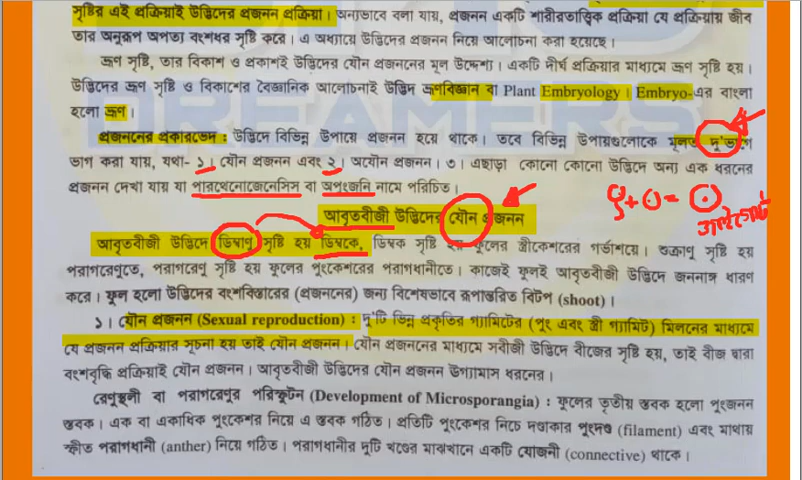 সৃষ্টির এই প্রক্রিয়াই উদ্ভিদের প্রজনন প্রক্রিয়া। অন্যভাবে বলা যায়, প্রজনন একটি শারীরতাত্ত্বিক প্রক্রিয়া যে প্রক্রিয়ায় জীব
তার অনুরূপ অপত্য বংশধর সৃষ্টি করে। এ অধ্যায়ে উদ্ভিদের প্রজনন নিয়ে আলোচনা করা হয়েছে।
ভ্রূণ সৃষ্টি, তার বিকাশ ও প্রকাশই উদ্ভিদের যৌন প্রজননের মূল উদ্দেশ্য। একটি দীর্ঘ প্রক্রিয়ার মাধ্যমে ভ্রূণ সৃষ্টি হয়।
উদ্ভিদের ভ্রূণ সৃষ্টি ও বিকাশের বৈজ্ঞানিক আলোচনাই উদ্ভিদ ভ্রূণবিজ্ঞান বা Plant Embryology। Embryo-এর বাংলা
হলো ভ্রূণ।
প্রজননের প্রকারভেদ : উদ্ভিদে বিভিন্ন উপায়ে প্রজনন হয়ে থাকে। তবে বিভিন্ন উপায়গুলোকে মূলত দু'ভাগে
ভাগ করা যায়, যথা- ১। যৌন প্রজনন এবং ২। অযৌন প্রজনন। ৩। এছাড়া কোনো কোনো উদ্ভিদে অন্য এক ধরনের
প্রজনন দেখা যায় যা পারথেনোজেনেসিস বা অপুংজনি নামে পরিচিত।
আবৃতবীজী উদ্ভিদের যৌন প্রজনন
আবৃতবীজী উদ্ভিদে ডিম্বাণু সৃষ্টি হয় ডিম্বকে, ডিম্বক সৃষ্টি হয় ফুলের স্ত্রীকেশরের গর্ভাশয়ে। শুক্রাণু সৃষ্টি হয়
পরাগরেণুতে, পরাগরেণু সৃষ্টি হয় ফুলের পুংকেশরের পরাগধানীতে। কাজেই ফুলই আবৃতবীজী উদ্ভিদে জননাঙ্গ ধারণ
করে। ফুল হলো উদ্ভিদের বংশবিস্তারের (প্রজননের) জন্য বিশেষভাবে রূপান্তরিত বিটপ (shoot)।
১। যৌন প্রজনন (Sexual reproduction) : দু'টি ভিন্ন প্রকৃতির গ্যামিটের (পুং এবং স্ত্রী গ্যামিট) মিলনের মাধ্যমে
যে প্রজনন প্রক্রিয়ার সূচনা হয় তাই যৌন প্রজনন। যৌন প্রজননের মাধ্যমে সবীজী উদ্ভিদে বীজের সৃষ্টি হয়, তাই বীজ দ্বারা
বংশবৃদ্ধি প্রক্রিয়াই যৌন প্রজনন। আবৃতবীজী উদ্ভিদের যৌন প্রজনন উগ্যামাস ধরনের।
রেণুস্থলী বা পরাগরেণুর পরিস্ফুটন (Development of Microsporangia) : ফুলের তৃতীয় স্তবক হলো পুংজনন
স্তবক। এক বা একাধিক পুংকেশর নিয়ে এ স্তবক গঠিত। প্রতিটি পুংকেশর নিচে দণ্ডাকার পুংদণ্ড (filament) এবং মাথায়
স্ফীত পরাগধানী (anther) নিয়ে গঠিত। পরাগধানীর দুটি খণ্ডের মাঝখানে একটি যোজনী (connective) থাকে।